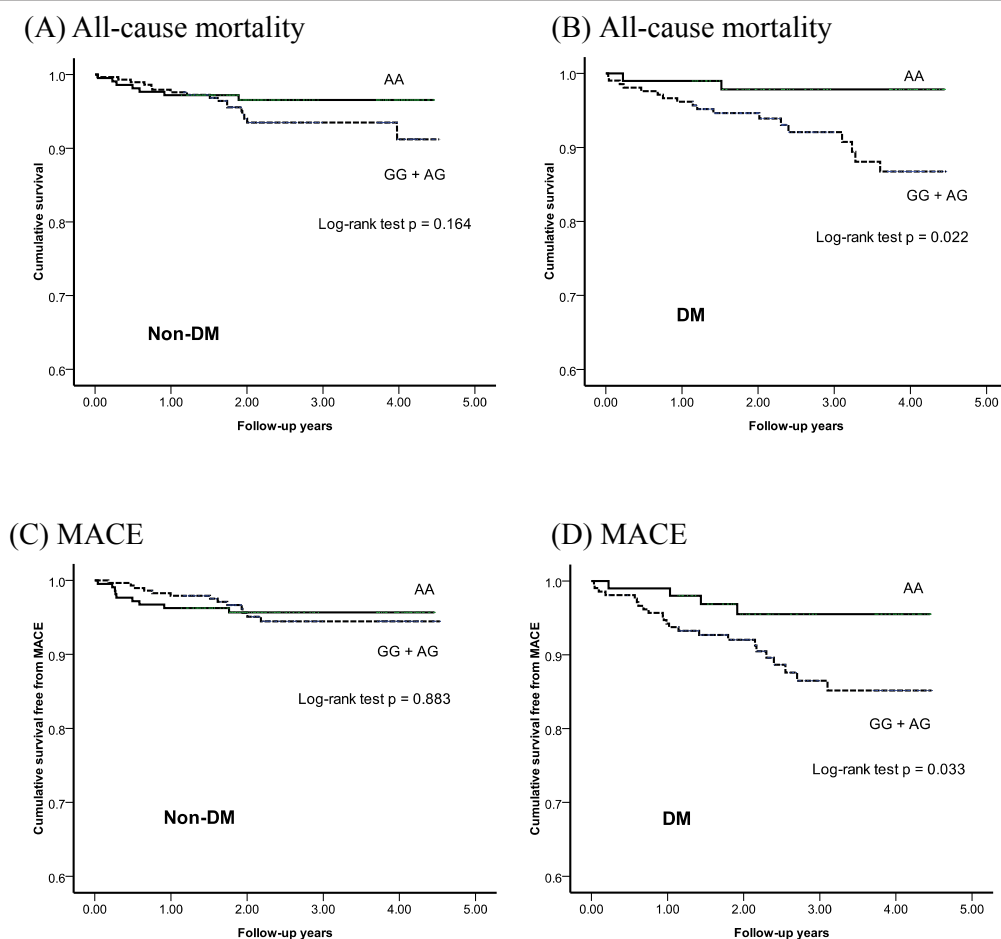 (A) All-cause mortality
1.0
0.9
0.8
0.7
0.6
Cumulative survival
AA
GG + AG
Log-rank test p = 0.164
Non-DM
0.00 1.00 2.00 3.00 4.00 5.00
Follow-up years
(B) All-cause mortality
1.0
0.9
0.8
0.7
0.6
Cumulative survival
AA
GG + AG
Log-rank test p = 0.022
DM
0.00 1.00 2.00 3.00 4.00 5.00
Follow-up years
(C) MACE
1.0
0.9
0.8
0.7
0.6
Cumulative survival free from MACE
AA
GG + AG
Log-rank test p = 0.883
Non-DM
0.00 1.00 2.00 3.00 4.00 5.00
Follow-up years
(D) MACE
1.0
0.9
0.8
0.7
0.6
Cumulative survival free from MACE
AA
GG + AG
Log-rank test p = 0.033
DM
0.00 1.00 2.00 3.00 4.00 5.00
Follow-up years